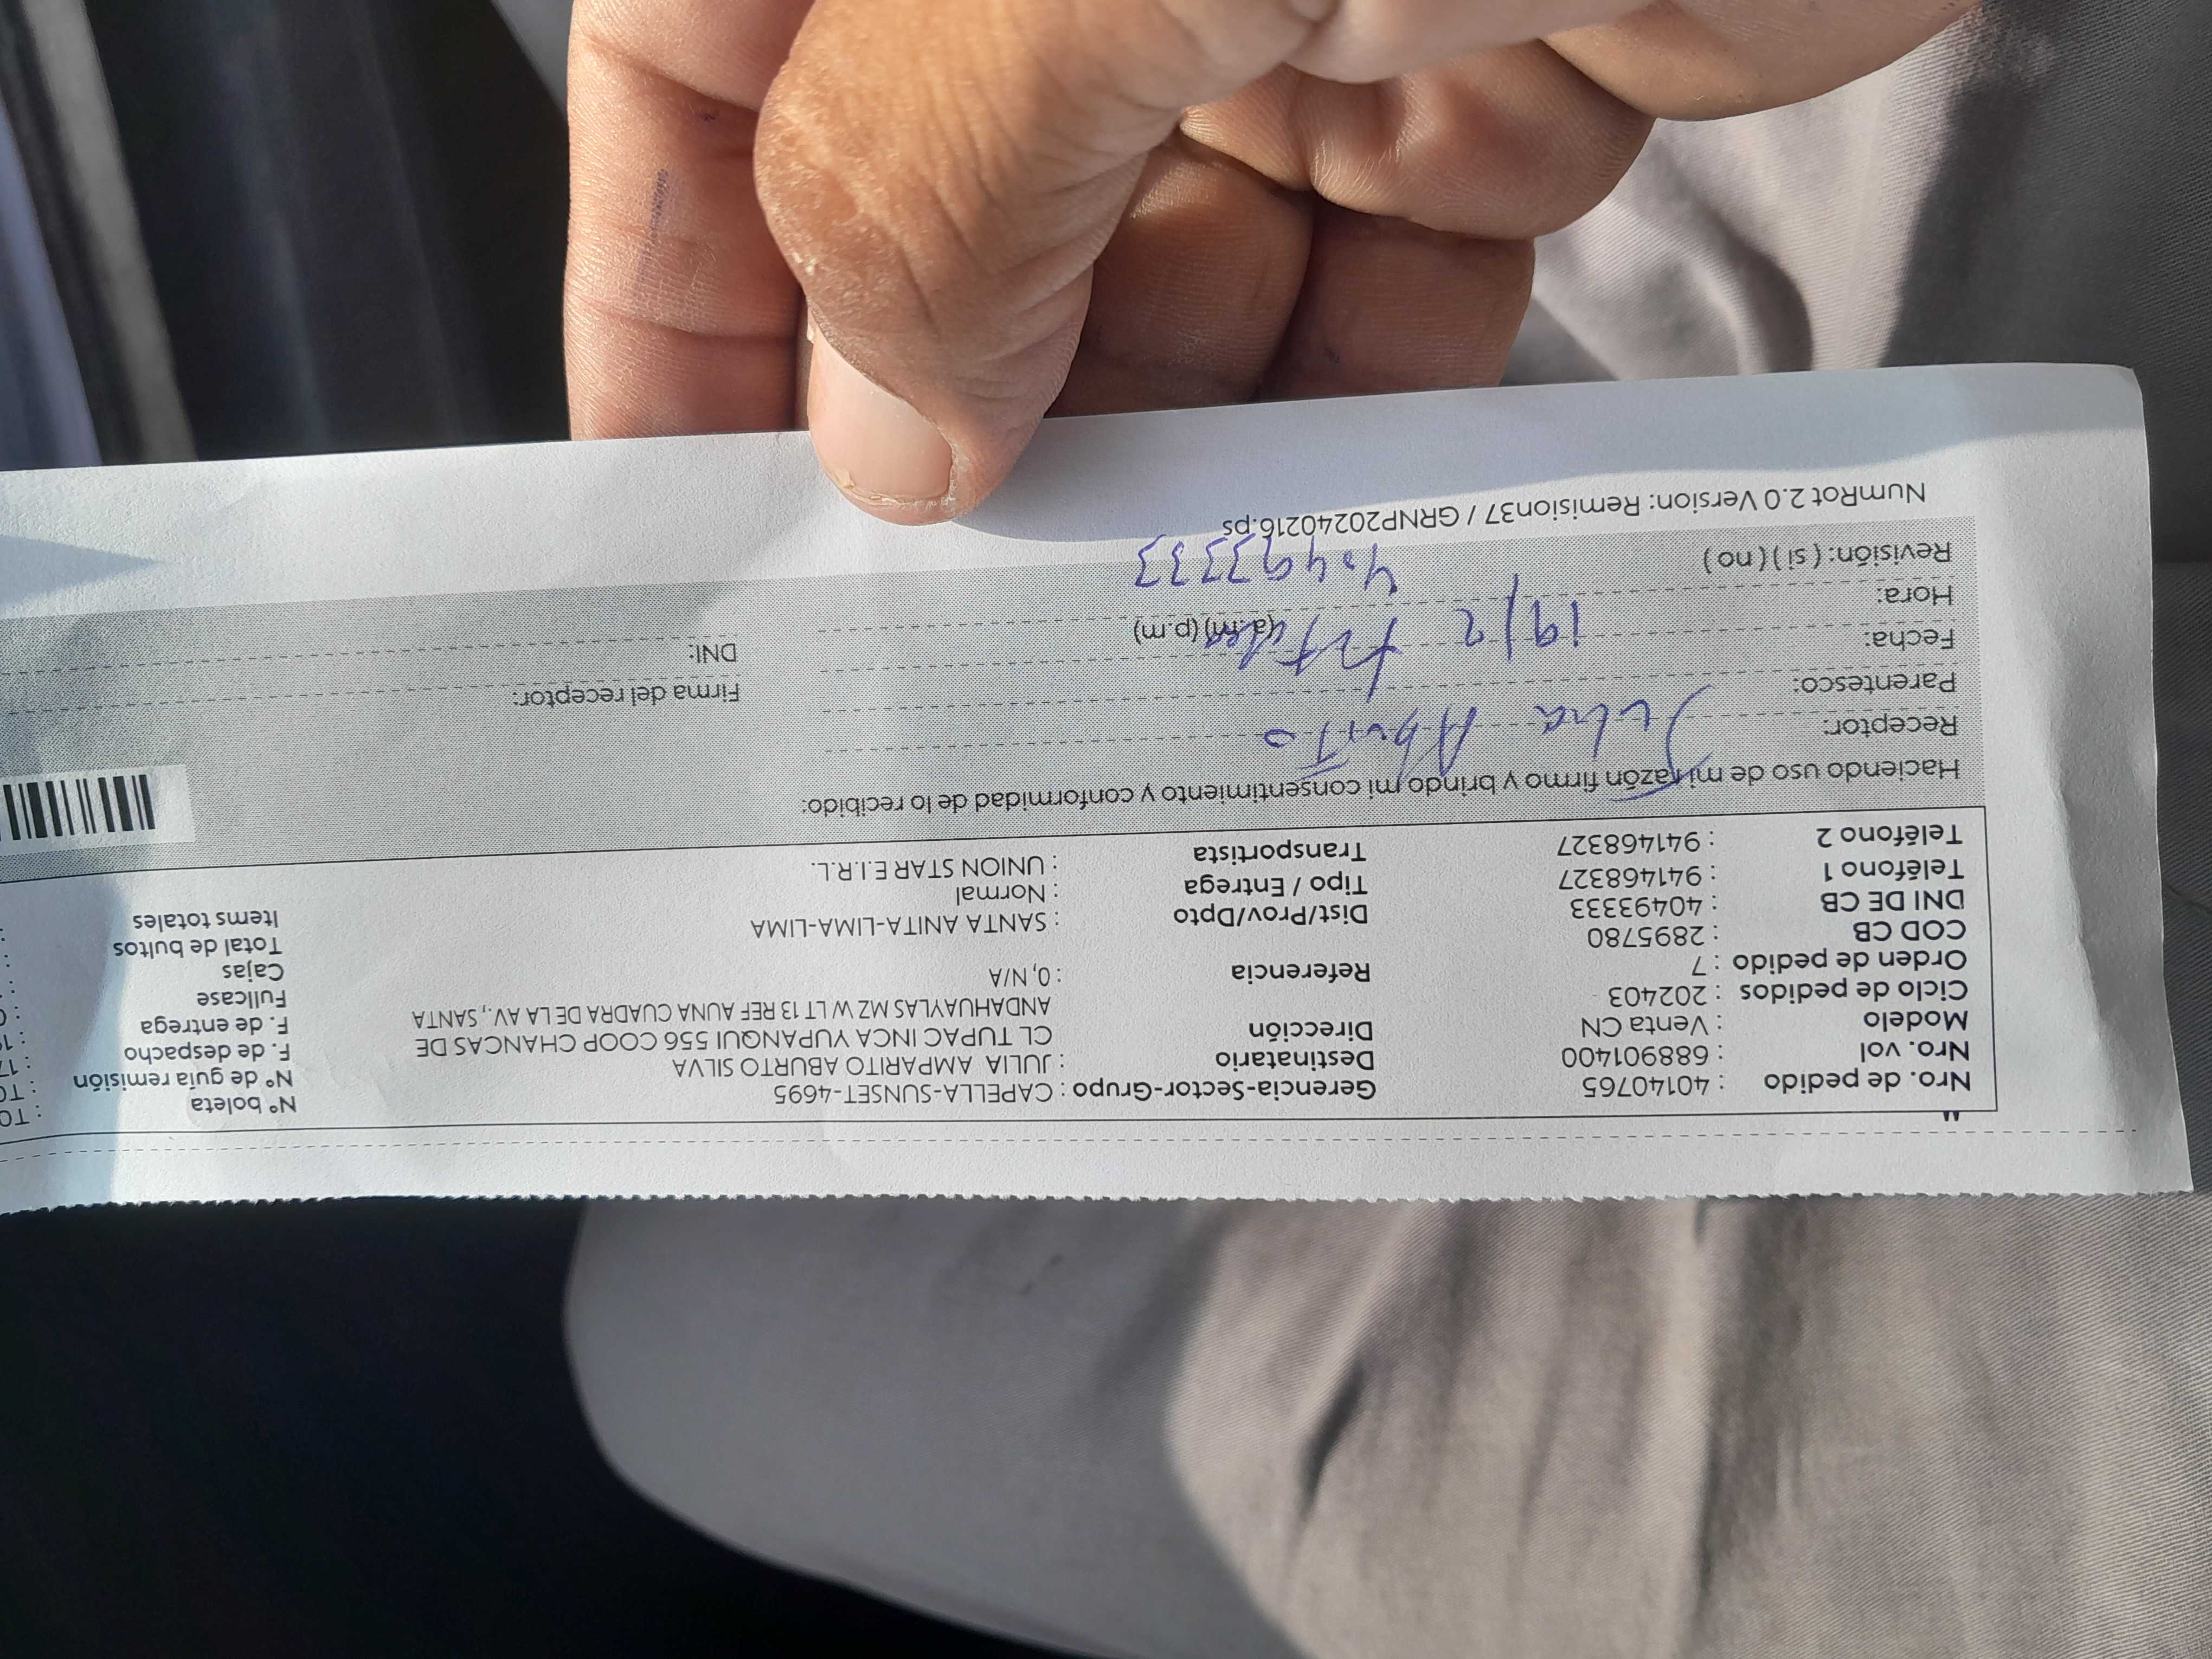 Nro. de pedido : 40140765 Gerencia-Sector-Grupo : CAPELLA-SUNSET-4695 Nº boleta : TO
Nro. vol : 688901400 Destinatario : JULIA AMPARITO ABURTO SILVA Nº de guía remisión : TO
Modelo : Venta CN Dirección CL TUPAC INCA YUPANQUI 556 COOP CHANCAS DE F. de despacho : 17
Ciclo de pedidos : 202403 ANDAHUAYLAS MZ W LT 13 REF AUNA CUADRA DE LA AV., SANTA F. de entrega : 19
Orden de pedido : 7 Referencia : 0, N/A Fullcase
COD CB : 2895780 Cajas
DNI DE CB : 40493333 Dist/Prov/Dpto : SANTA ANITA-LIMA-LIMA Total de bultos :
Teléfono 1 : 941468327 Tipo / Entrega : Normal Items totales :
Teléfono 2 : 941468327 Transportista : UNION STAR E.I.R.L.
Haciendo uso de mi razón firmo y brindo mi consentimiento y conformidad de lo recibido:
Receptor: Julia Aburto
Parentesco: Firma del receptor:
Fecha: 19/2 DNI:
Hora: (a.m) (p.m)
Revisión: ( si ) ( no ) 40493333
NumRot 2.0 Version: Remision37 / GRNP20240216.ps